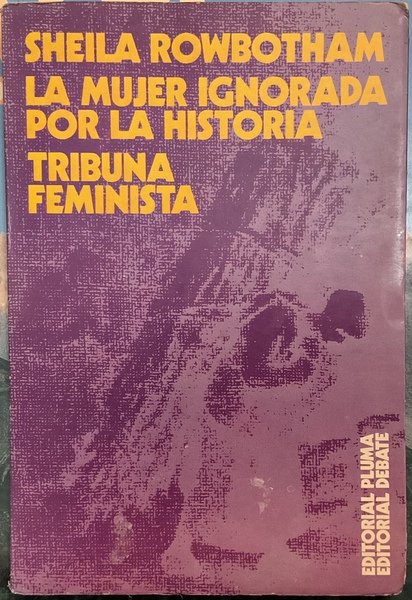 SHEILA ROWBOTHAM
LA MUJER IGNORADA
POR LA HISTORIA
TRIBUNA
FEMINISTA
EDITORIAL PLUMA
EDITORIAL DEBATE